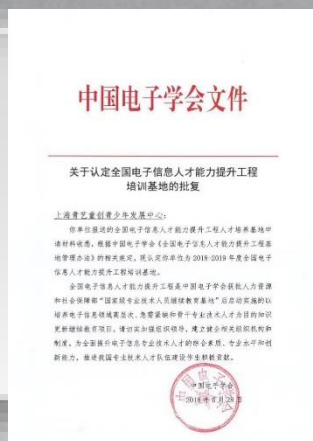 中国电子学会文件
关于认定全国电子信息人才能力提升工程
培训基地的批复
上海青艺童创青少年发展中心：
你单位报送的全国电子信息人才能力提升工程人才培养基地申
请材料收悉，根据中国电子学会《全国电子信息人才能力提升工程基
地管理办法》的相关规定，现认定你单位为2018-2019年度全国电子
信息人才能力提升工程培训基地。
全国电子信息人才能力提升工程是中国电子学会获批人力资源
和社会保障部“国家级专业技术人员继续教育基地”后启动实施的以
培养电子信息领域高层次、急需紧缺和骨干专业技术人才为目的知识
更新继续教育项目。请切实加强组织领导，建立健全相关组织机构和
制度，为全面提升电子信息专业人才的综合素质、专业水平和创
新能力，推进我国专业技术人才队伍建设作出积极贡献。
中国电子学会